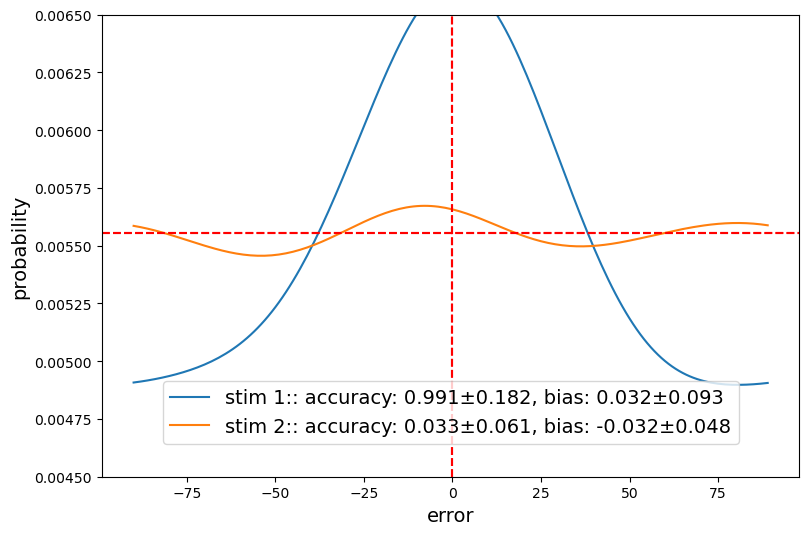 0.00650
0.00625
0.00600
0.00575
0.00550
0.00525
0.00500
0.00475
0.00450
probability
stim 1:: accuracy: 0.991±0.182, bias: 0.032±0.093
stim 2:: accuracy: 0.033±0.061, bias: -0.032±0.048
−75 −50 −25 0 25 50 75
error